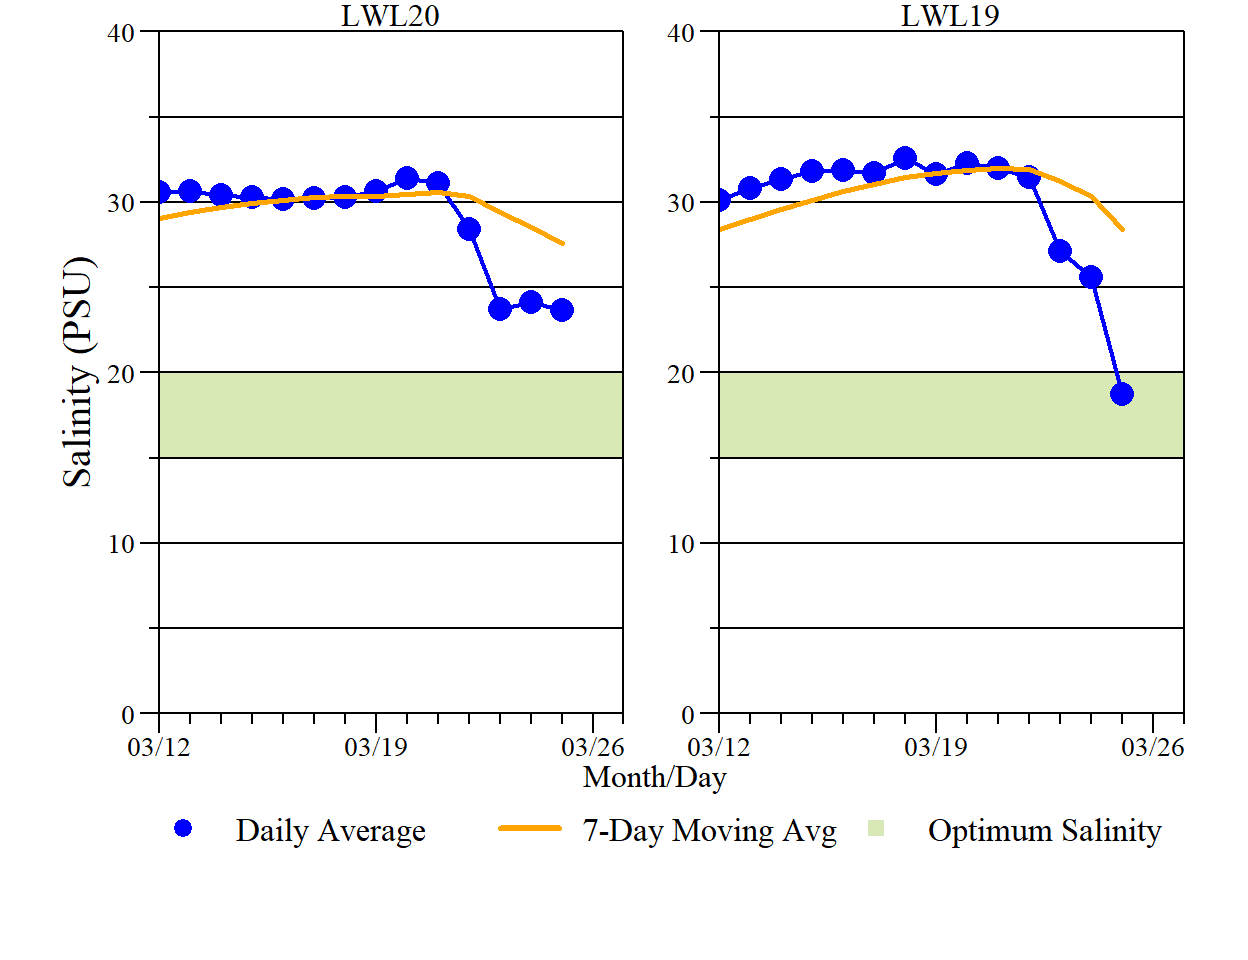 LWL20 LWL19
40 40
30 30
Salinity (PSU)
20 20
10 10
0 0
03/12 03/19 03/26 03/12 03/19 03/26
Month/Day
Daily Average 7-Day Moving Avg Optimum Salinity